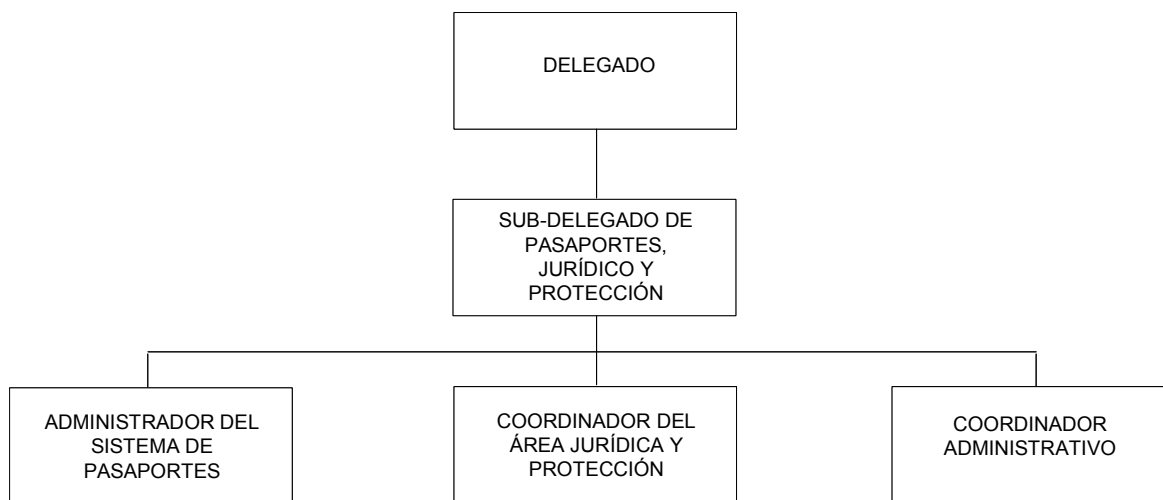 DELEGADO
SUB-DELEGADO DE
PASAPORTES,
JURÍDICO Y
PROTECCIÓN
ADMINISTRADOR DEL
SISTEMA DE
PASAPORTES
COORDINADOR DEL
ÁREA JURÍDICA Y
PROTECCIÓN
COORDINADOR
ADMINISTRATIVO